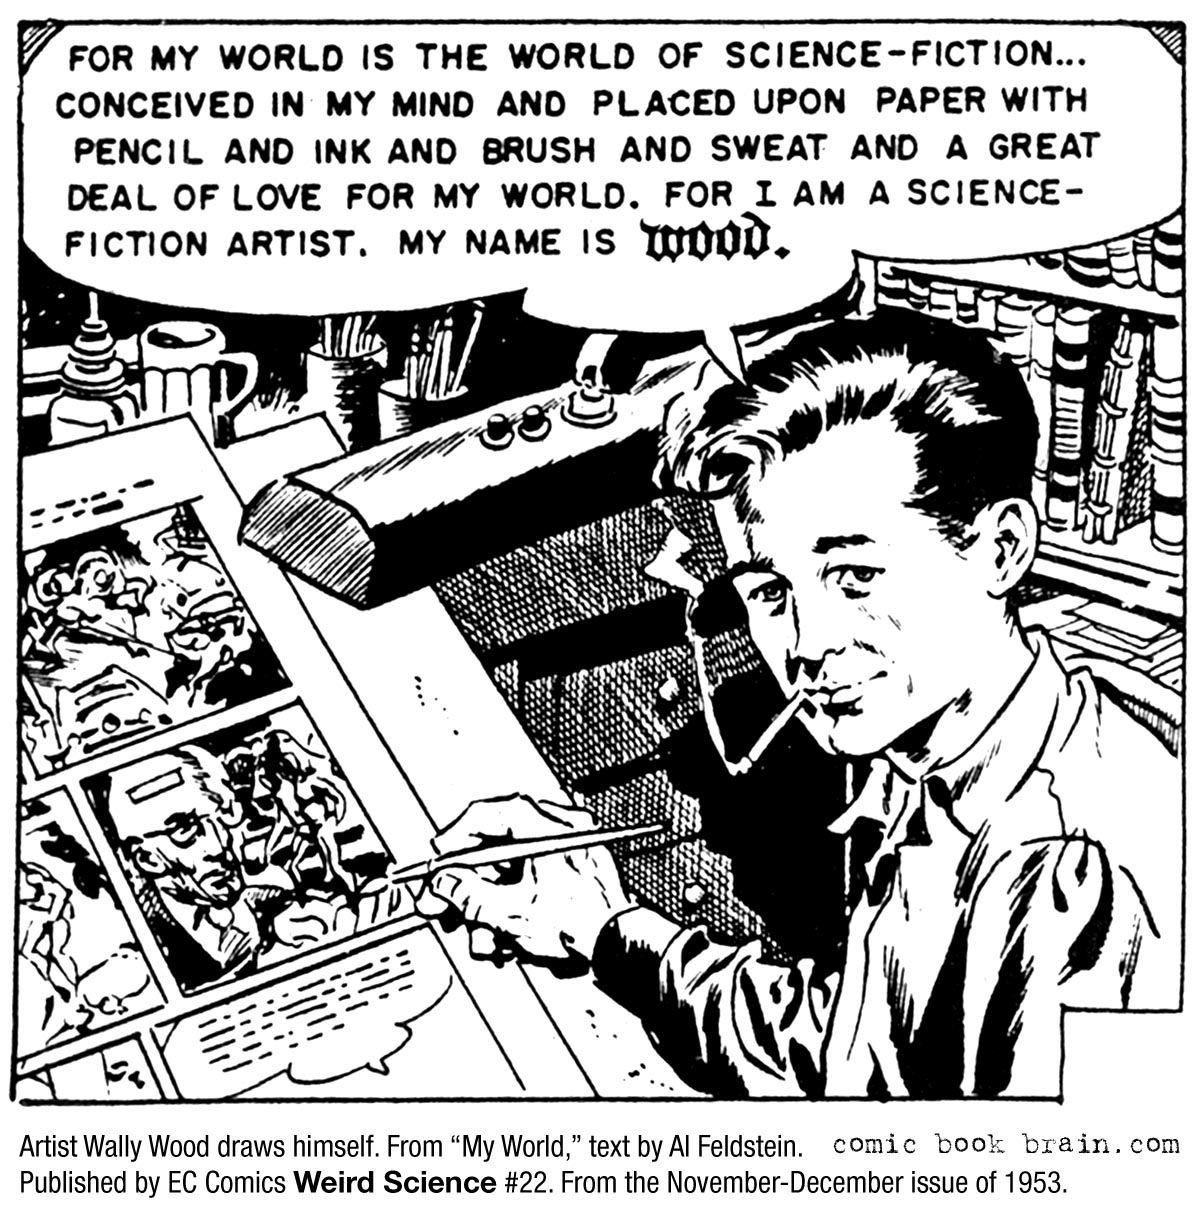 FOR MY WORLD IS THE WORLD OF SCIENCE-FICTION...
CONCEIVED IN MY MIND AND PLACED UPON PAPER WITH
PENCIL AND INK AND BRUSH AND SWEAT AND A GREAT
DEAL OF LOVE FOR MY WORLD. FOR I AM A SCIENCE-
FICTION ARTIST. MY NAME IS WOOD.
Artist Wally Wood draws himself. From “My World,” text by Al Feldstein. comic book brain.com
Published by EC Comics Weird Science #22. From the November-December issue of 1953.